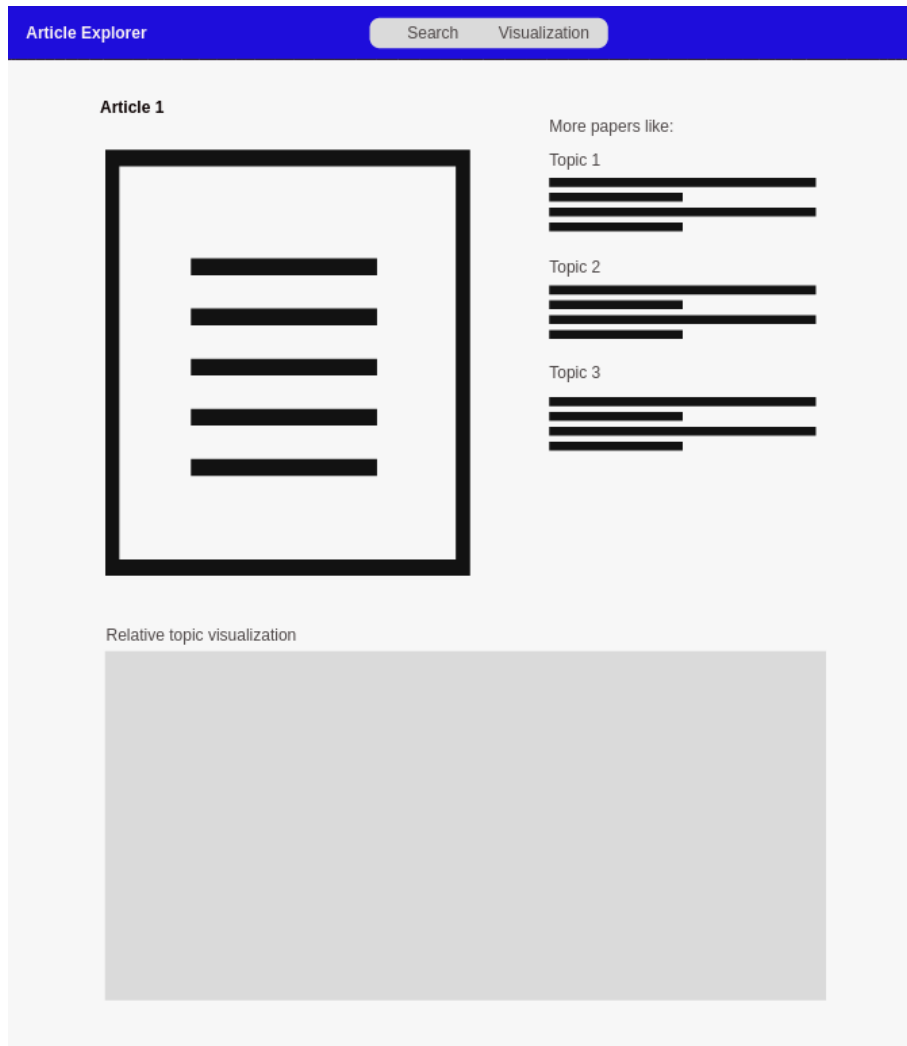 Article Explorer
Search Visualization
Article 1
More papers like:
Topic 1
Topic 2
Topic 3
Relative topic visualization